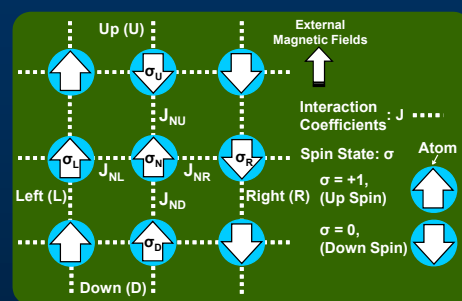 Up (U)
External
Magnetic Fields
σU
JNU
Interaction
Coefficients : J
σL
JNL
σN
JNR
σR
Spin State: σ
Atom
Left (L)
JND
Right (R)
σ = +1,
(Up Spin)
σD
σ = 0,
(Down Spin)
Down (D)